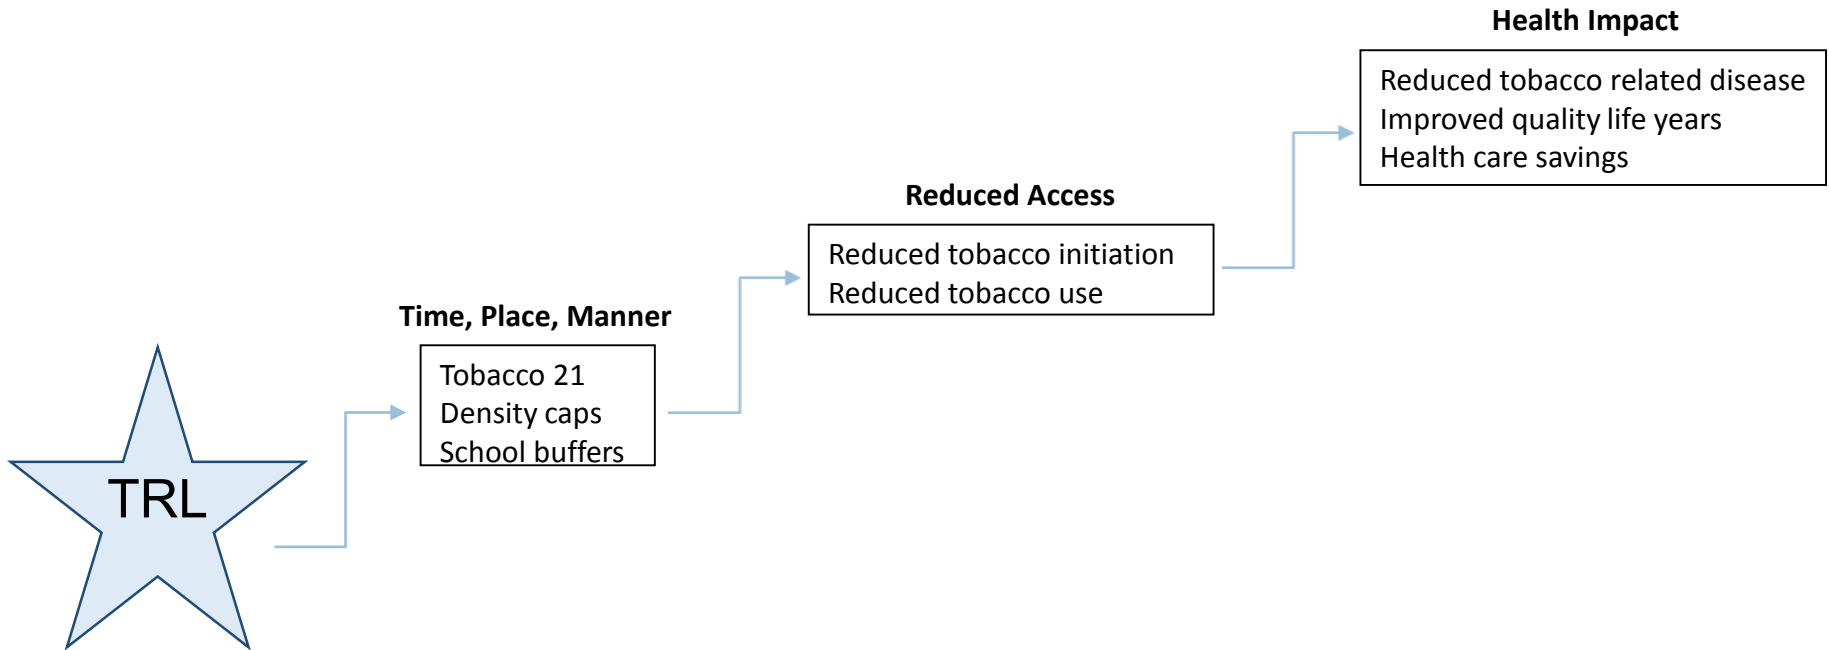 TRL
Time, Place, Manner
Tobacco 21
Density caps
School buffers
Reduced Access
Reduced tobacco initiation
Reduced tobacco use
Health Impact
Reduced tobacco related disease
Improved quality life years
Health care savings